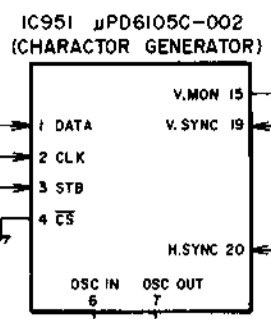 IC951 μPD6105C-002
(CHARACTOR GENERATOR)
V.MON 15
1 DATA
V.SYNC 19
2 CLK
3 STB
4 C̅S̅
H.SYNC 20
OSC IN OSC OUT
6 7